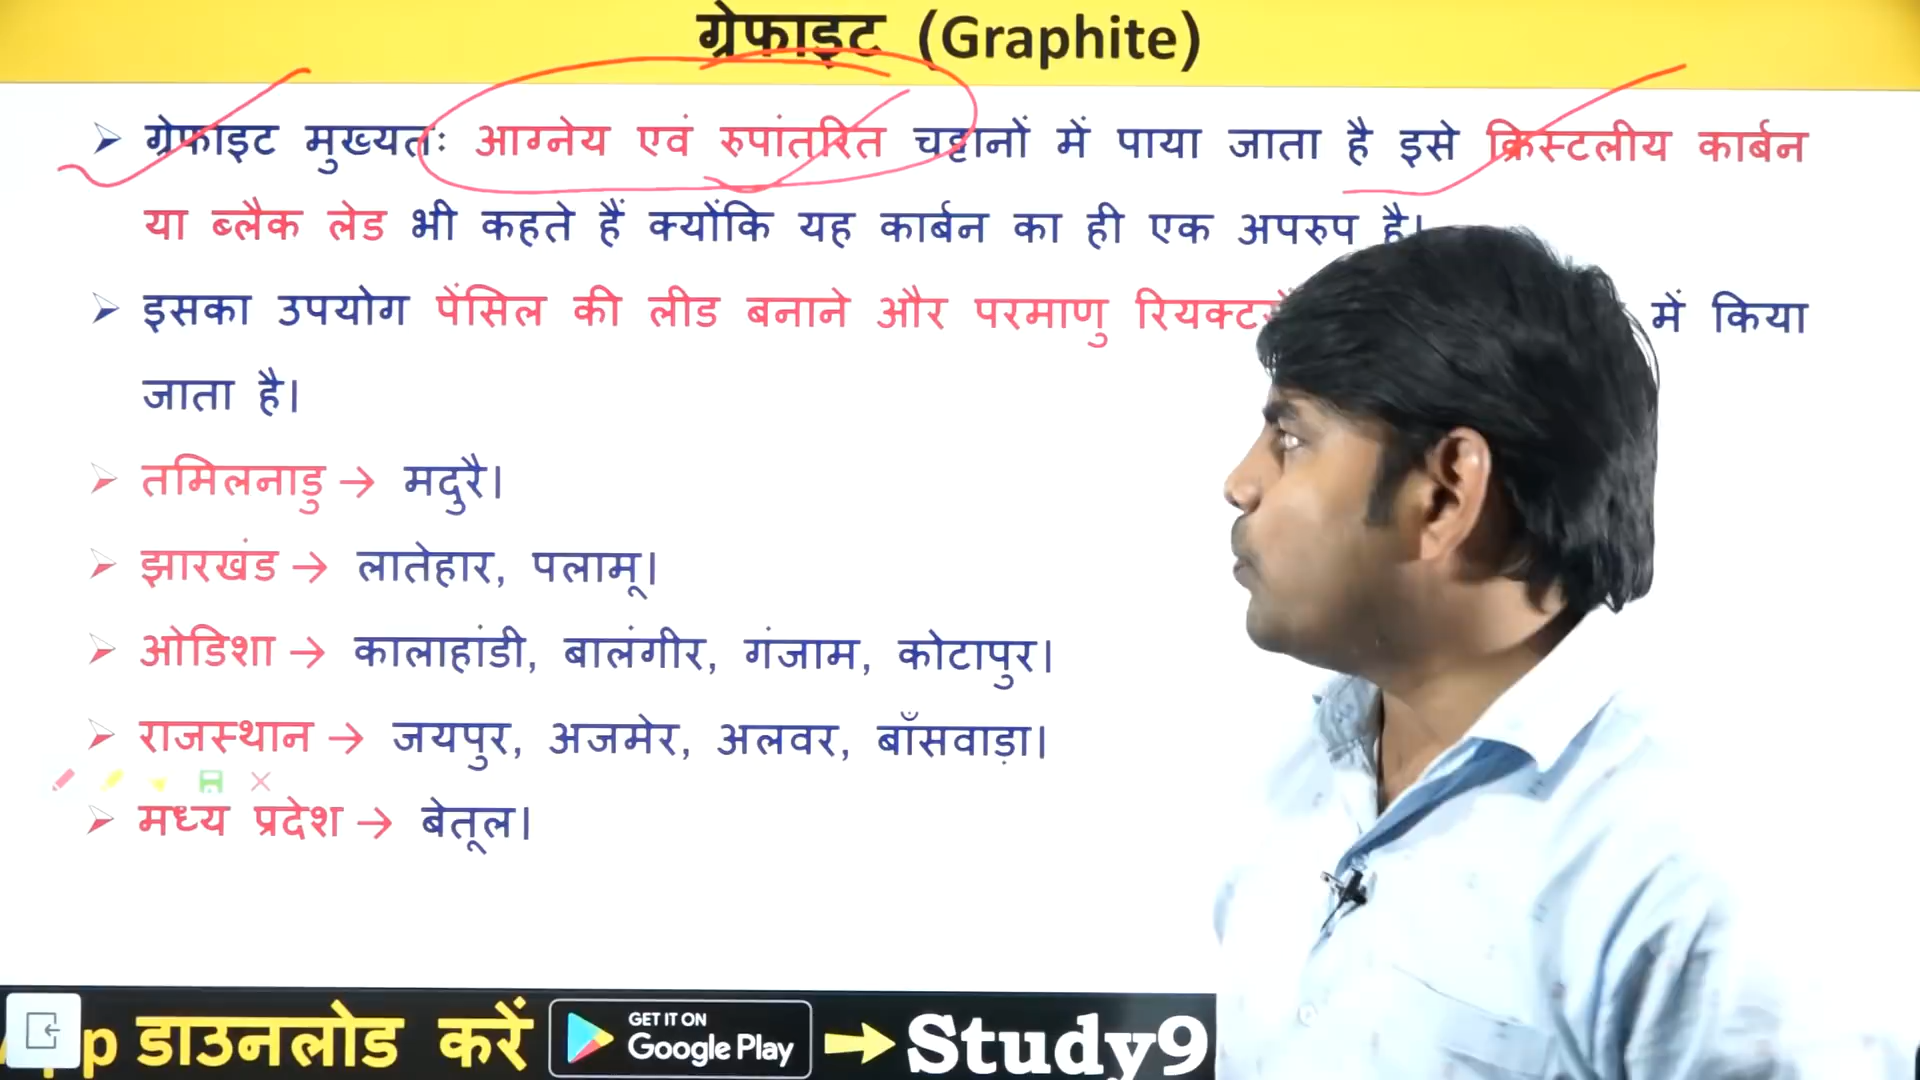 ग्रेफाइट (Graphite)
ग्रेफाइट मुख्यतः आग्नेय एवं रुपांतरित चट्टानों में पाया जाता है इसे क्रिस्टलीय कार्बन
या ब्लैक लेड भी कहते हैं क्योंकि यह कार्बन का ही एक अपरुप है।
इसका उपयोग पेंसिल की लीड बनाने और परमाणु में किया
जाता है।
तमिलनाडु → मदुरै।
झारखंड → लातेहार, पलामू।
ओडिशा → कालाहांडी, बालंगीर, गंजाम, कोटापुर।
राजस्थान → जयपुर, अजमेर, अलवर, बाँसवाड़ा।
मध्य प्रदेश → बेतूल।
डाउनलोड करें GET IT ON Google Play → Study9